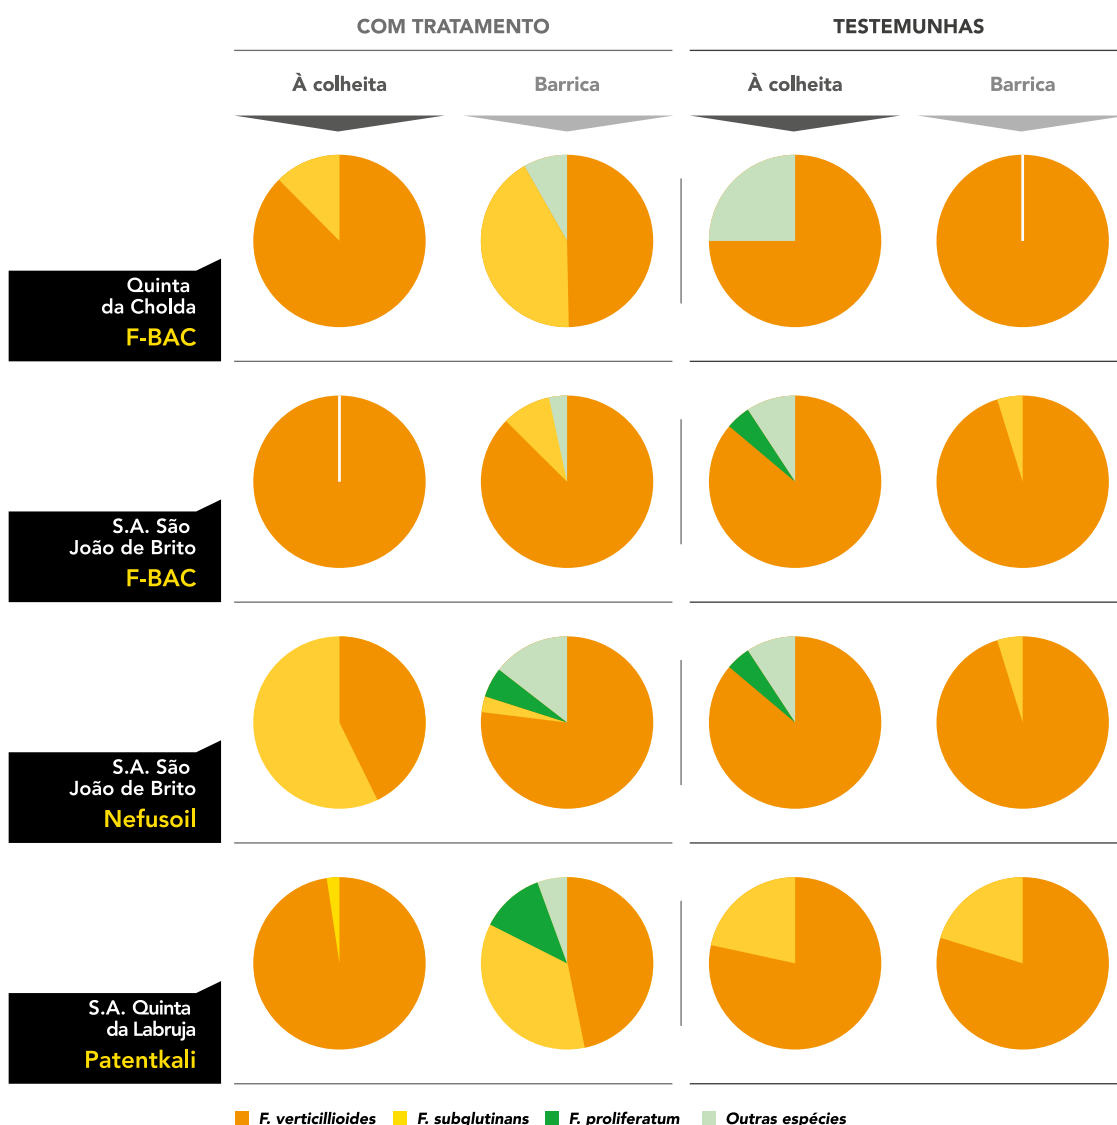 COM TRATAMENTO
TESTEMUNHAS
À colheita
Barrica
À colheita
Barrica
Quinta
da Cholda
F-BAC
S.A. São
João de Brito
F-BAC
S.A. São
João de Brito
Nefusoil
S.A. Quinta
da Labruja
Patentkali
F. verticillioides
F. subglutinans
F. proliferatum
Outras espécies